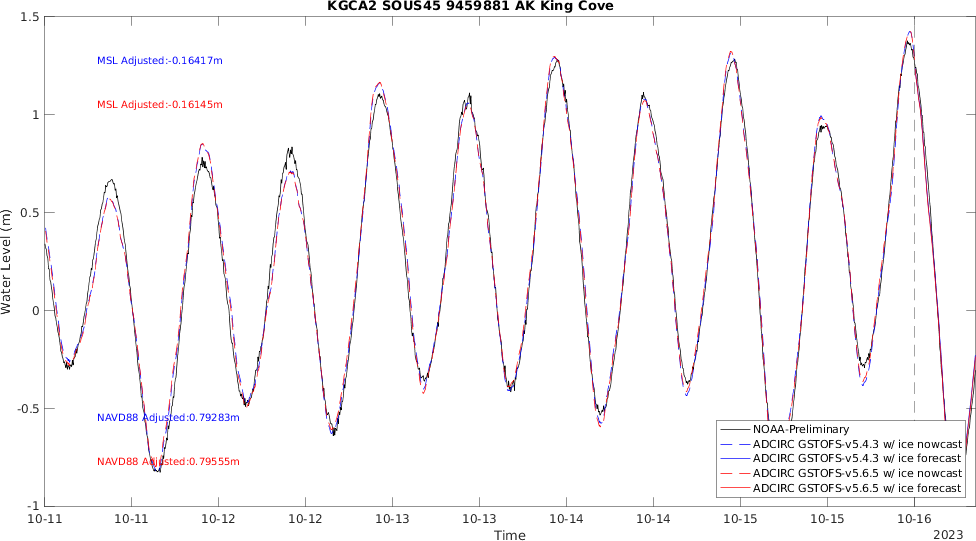 KGCA2 SOUS45 9459881 AK King Cove
1.5
1
0.5
0
-0.5
-1
Water Level (m)
MSL Adjusted:-0.16417m
MSL Adjusted:-0.16145m
NAVD88 Adjusted:0.79283m
NAVD88 Adjusted:0.79555m
NOAA-Preliminary
ADCIRC GSTOFS-v5.4.3 w/ ice nowcast
ADCIRC GSTOFS-v5.4.3 w/ ice forecast
ADCIRC GSTOFS-v5.6.5 w/ ice nowcast
ADCIRC GSTOFS-v5.6.5 w/ ice forecast
10-11 10-11 10-12 10-12 10-13 10-13 10-14 10-14 10-15 10-15 10-16
Time
2023